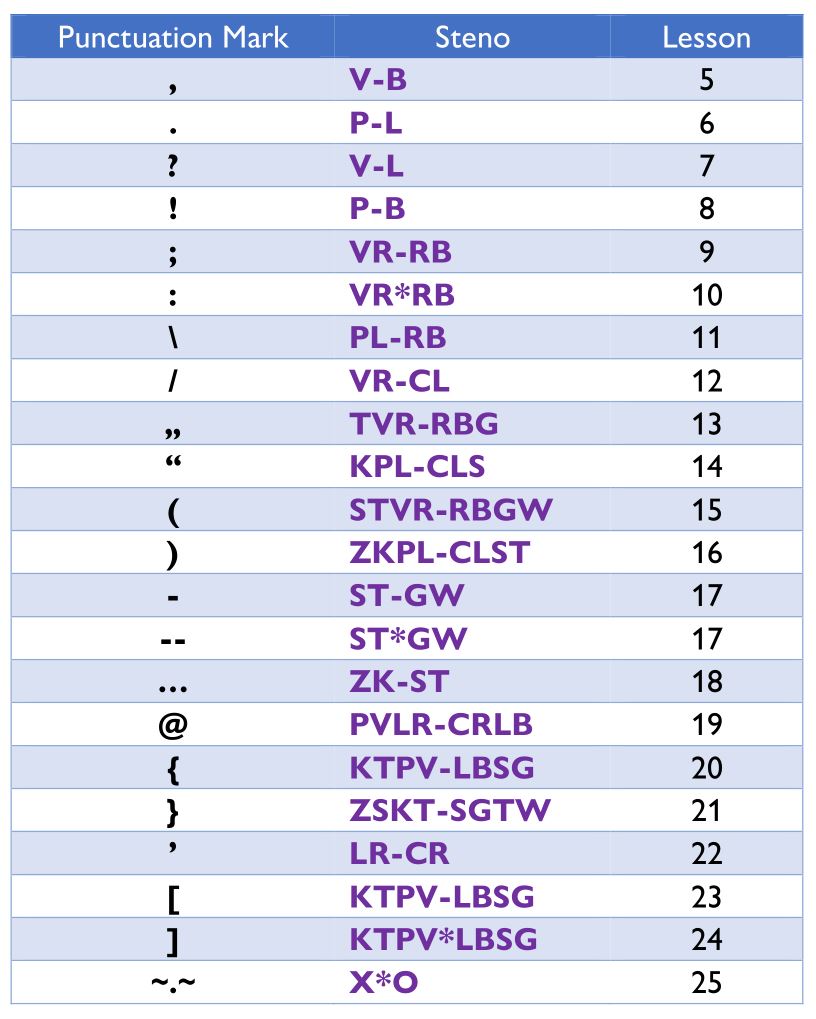 Punctuation Mark Steno Lesson
, V-B 5
. P-L 6
? V-L 7
! P-B 8
; VR-RB 9
: VR*RB 10
\ PL-RB 11
/ VR-CL 12
„ TVR-RBG 13
“ KPL-CLS 14
( STVR-RBGW 15
) ZKPL-CLST 16
- ST-GW 17
-- ST*GW 17
... ZK-ST 18
@ PVLR-CRLB 19
{ KTPV-LBSG 20
} ZSKT-SGTW 21
’ LR-CR 22
[ KTPV-LBSG 23
] KTPV*LBSG 24
~.~ X*O 25